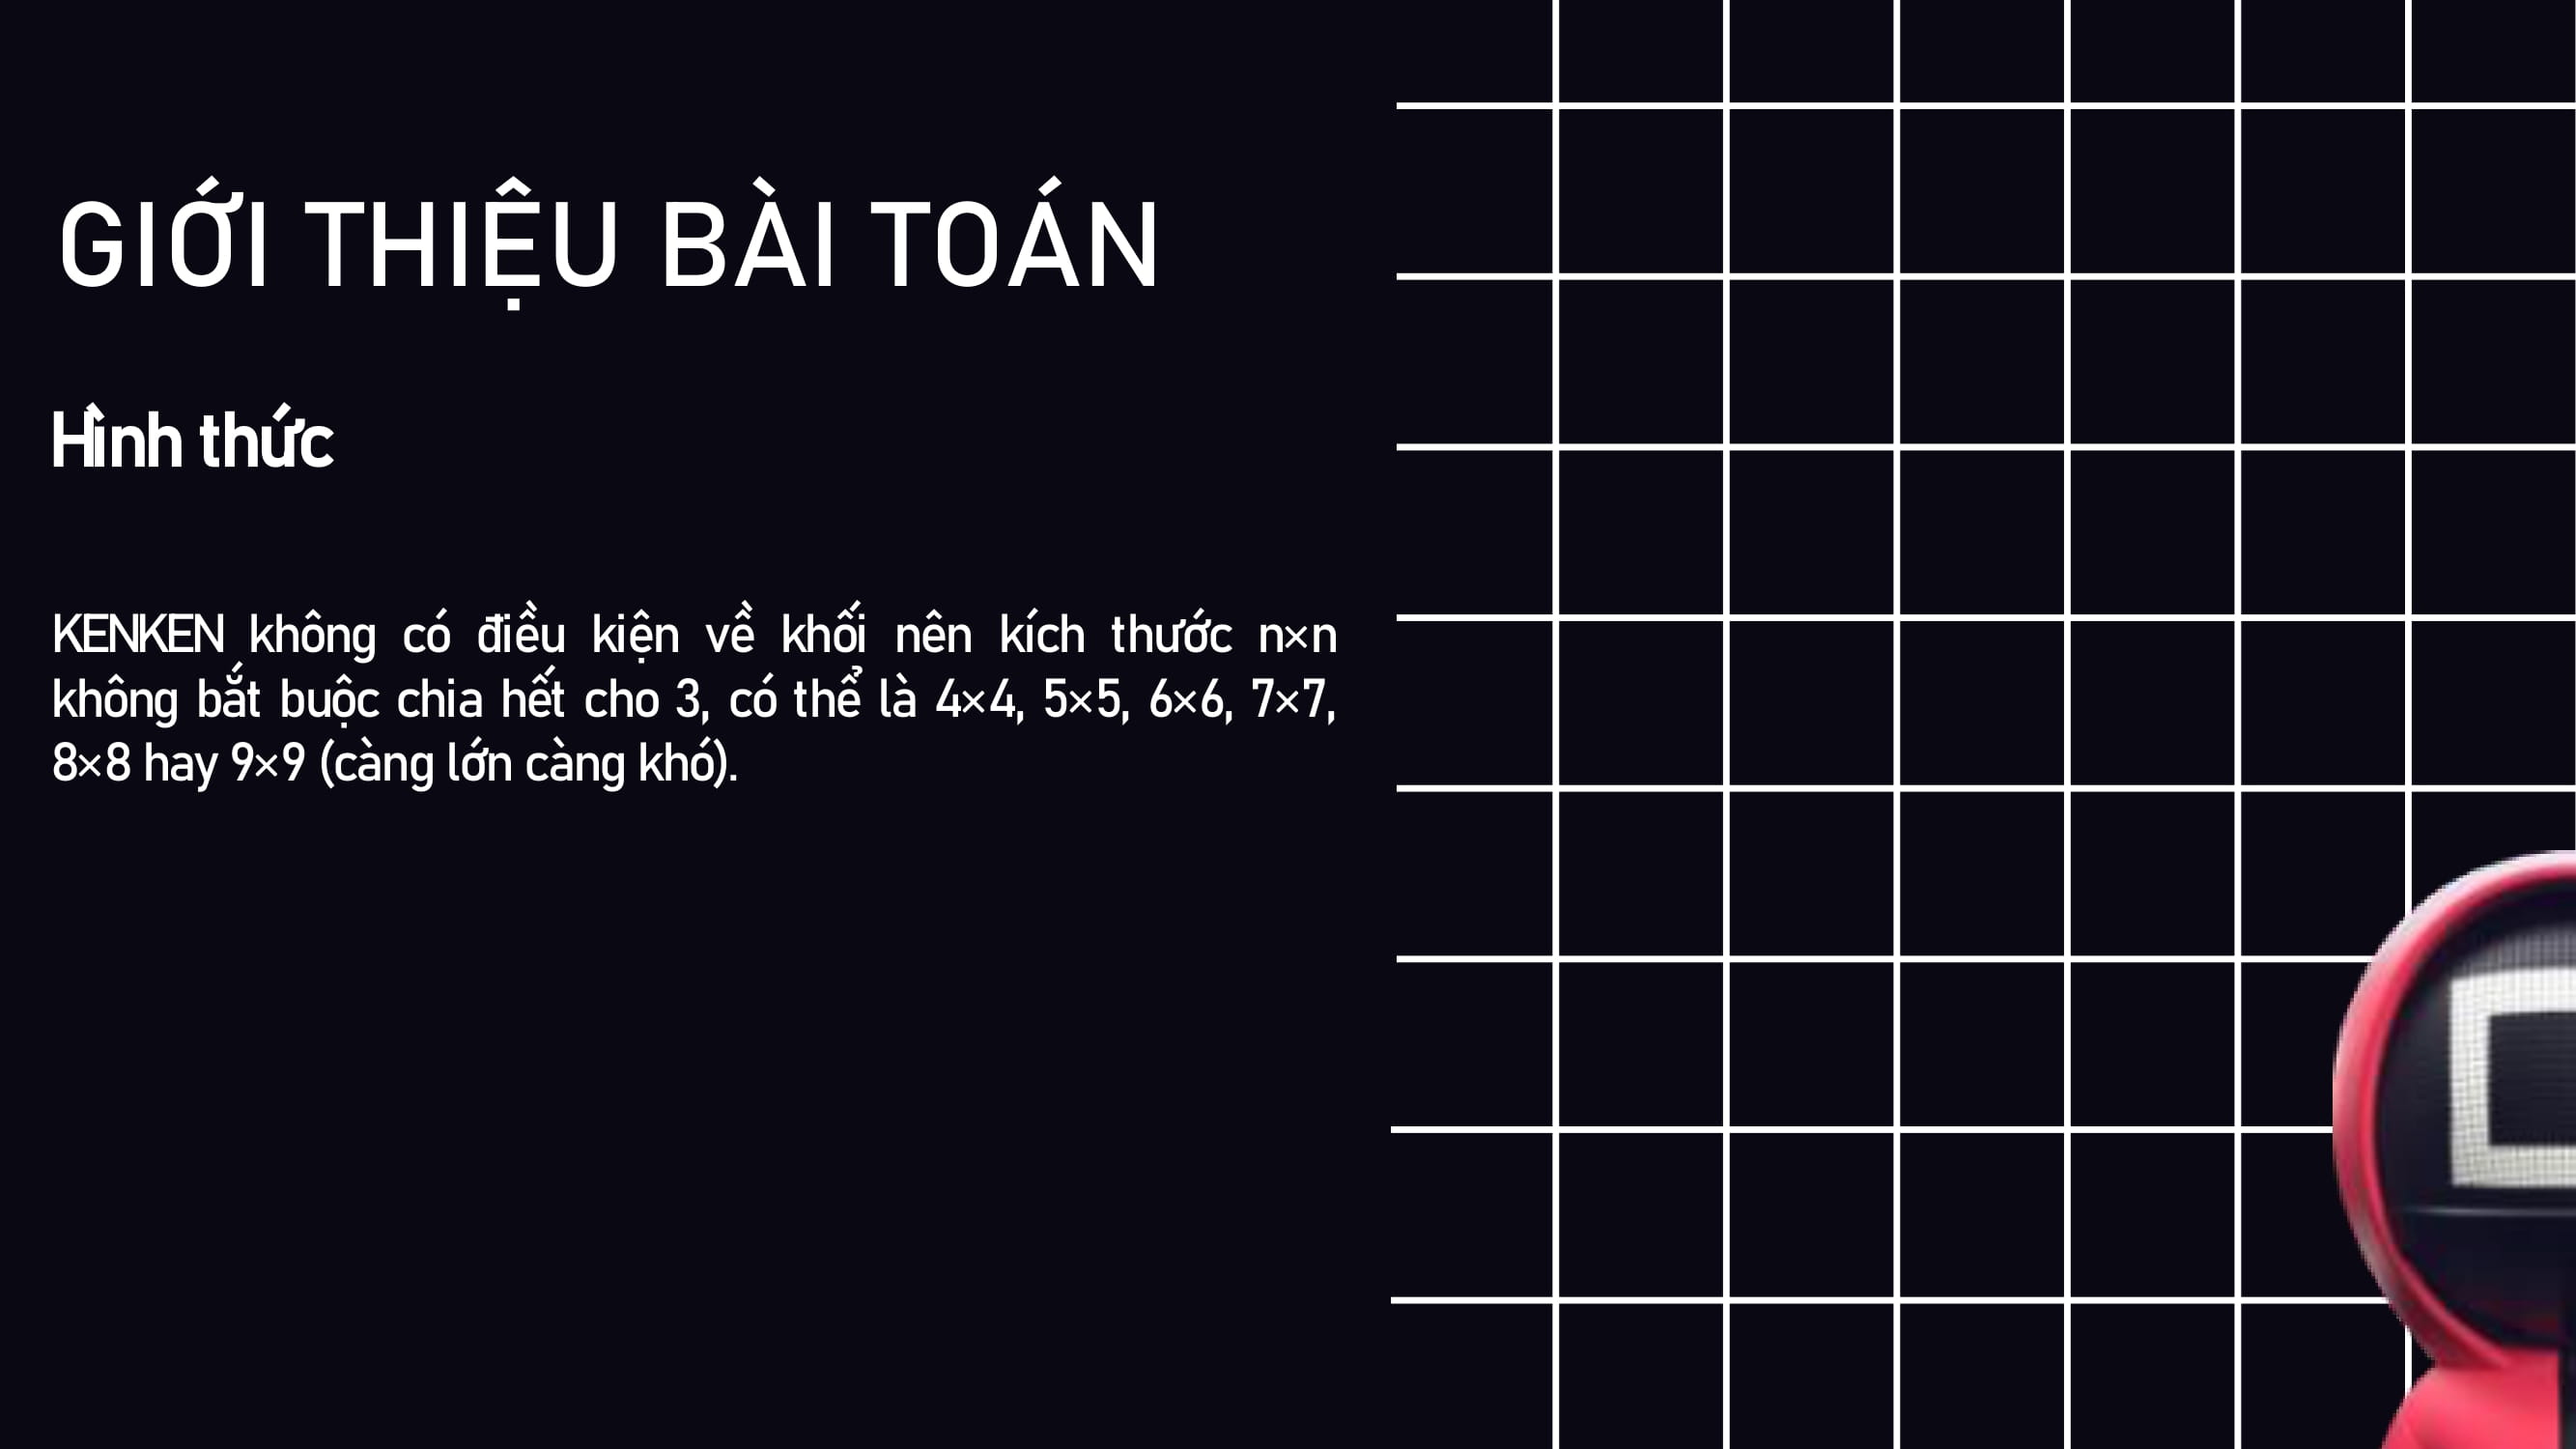 GIỚI THIỆU BÀI TOÁN
Hình thức
KENKEN không có điều kiện về khối nên kích thước n×n
không bắt buộc chia hết cho 3, có thể là 4×4, 5×5, 6×6, 7×7,
8×8 hay 9×9 (càng lớn càng khó).